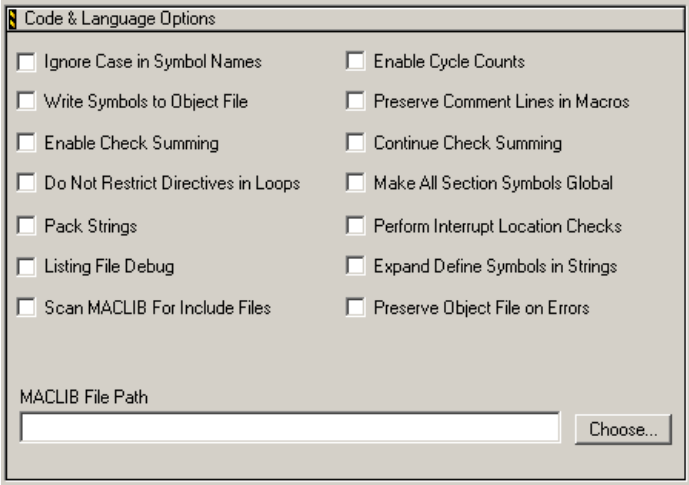 Code & Language Options
Ignore Case in Symbol Names
Enable Cycle Counts
Write Symbols to Object File
Preserve Comment Lines in Macros
Enable Check Summing
Continue Check Summing
Do Not Restrict Directives in Loops
Make All Section Symbols Global
Pack Strings
Perform Interrupt Location Checks
Listing File Debug
Expand Define Symbols in Strings
Scan MACLIB For Include Files
Preserve Object File on Errors
MACLIB File Path
Choose...